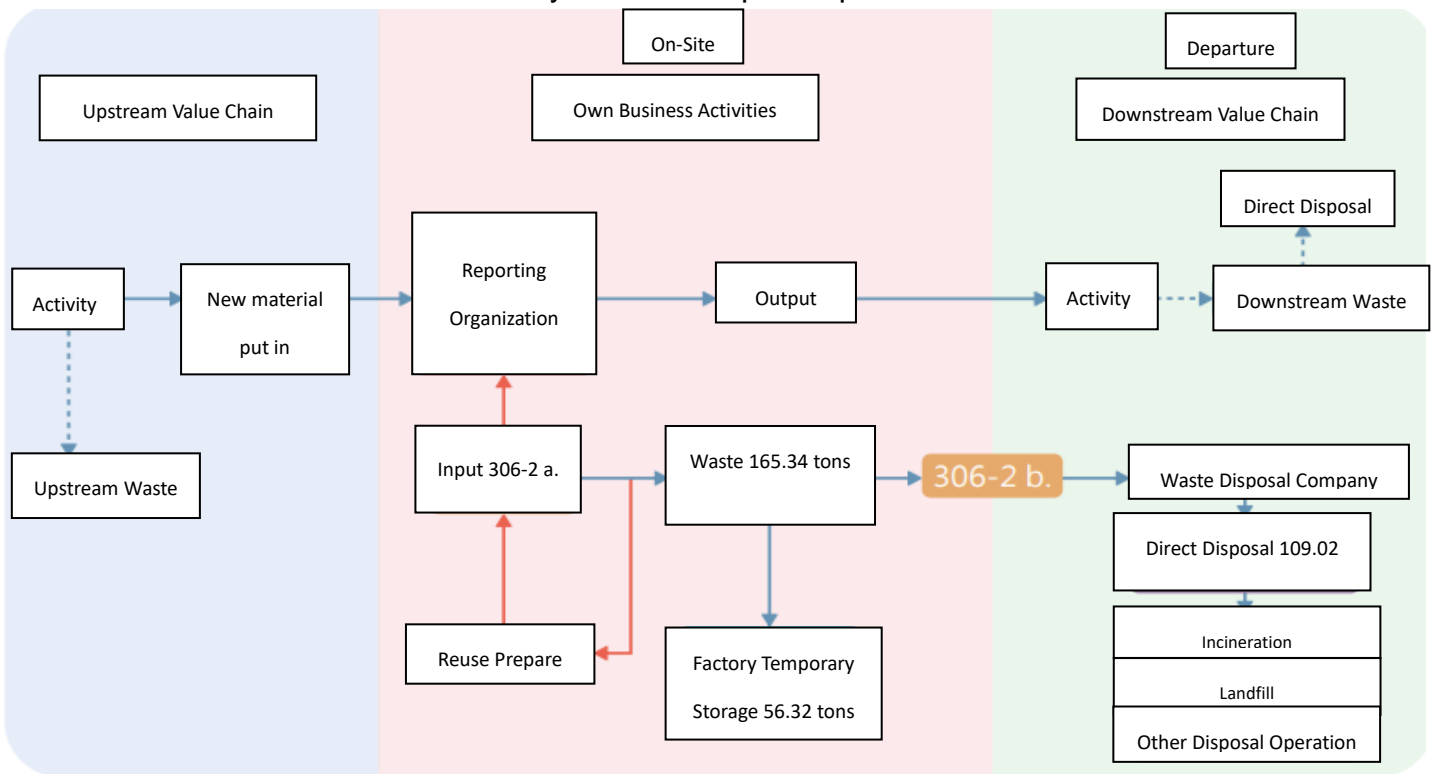 On-Site
Departure
Upstream Value Chain
Own Business Activities
Downstream Value Chain
Direct Disposal
Activity
New material
put in
Reporting
Organization
Output
Activity
Downstream Waste
Upstream Waste
Input 306-2 a.
Waste 165.34 tons
306-2 b.
Waste Disposal Company
Direct Disposal 109.02
Reuse Prepare
Factory Temporary
Storage 56.32 tons
Incineration
Landfill
Other Disposal Operation